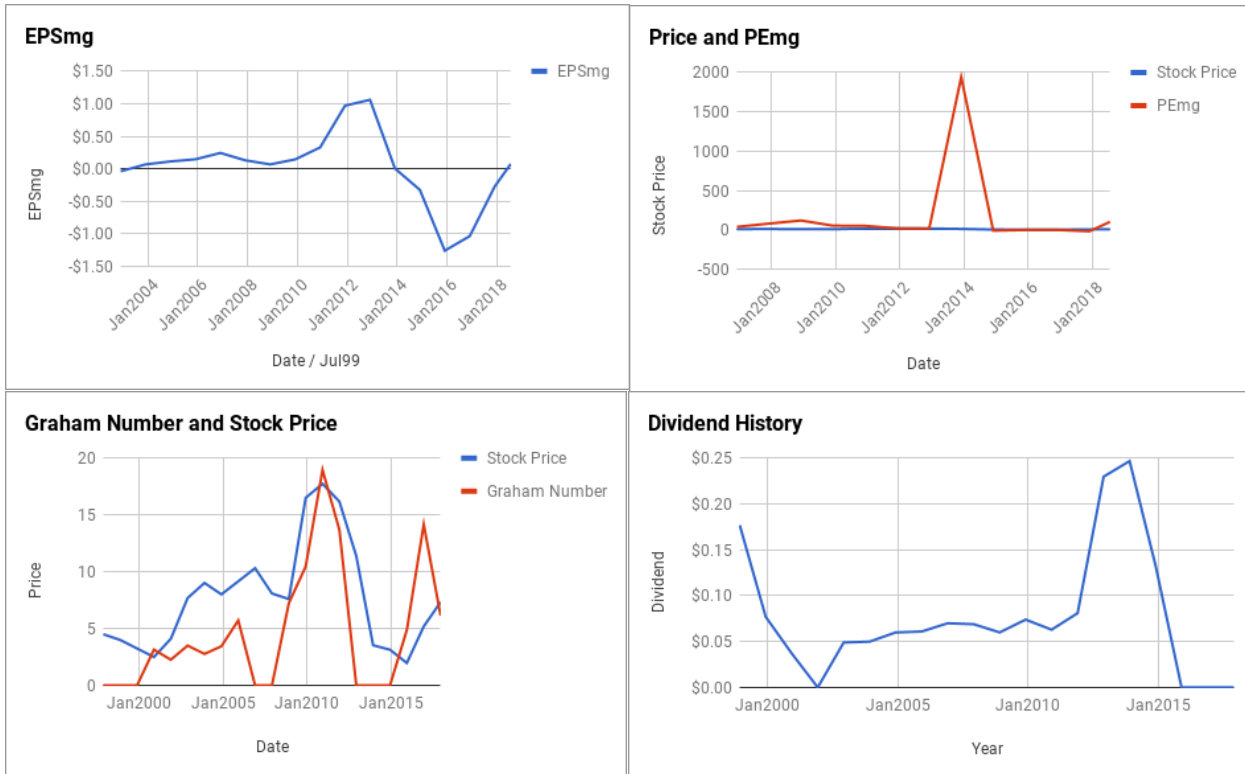 EPSmg
EPSmg
$1.50
$1.00
$0.50
$0.00
-$0.50
-$1.00
-$1.50
EPSmg
Jan2004
Jan2006
Jan2008
Jan2010
Jan2012
Jan2014
Jan2016
Jan2018
Date / Jul99
Price and PEmg
Stock Price
PEmg
2000
1500
1000
500
0
-500
Stock Price
Jan2008
Jan2010
Jan2012
Jan2014
Jan2016
Jan2018
Date
Graham Number and Stock Price
Stock Price
Graham Number
20
15
10
5
0
Price
Jan2000
Jan2005
Jan2010
Jan2015
Date
Dividend History
$0.25
$0.20
$0.15
$0.10
$0.05
$0.00
Dividend
Jan2000
Jan2005
Jan2010
Jan2015
Year